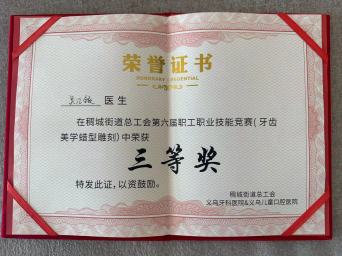 荣誉证书
HONORARY CREDENTIAL
医生
在稠城街道总工会第六届职工职业技能竞赛(牙齿
美学蜡型雕刻)中荣获
三等奖
特发此证,以资鼓励。
稠城街道总工会
义乌牙科医院&义乌儿童口腔医院